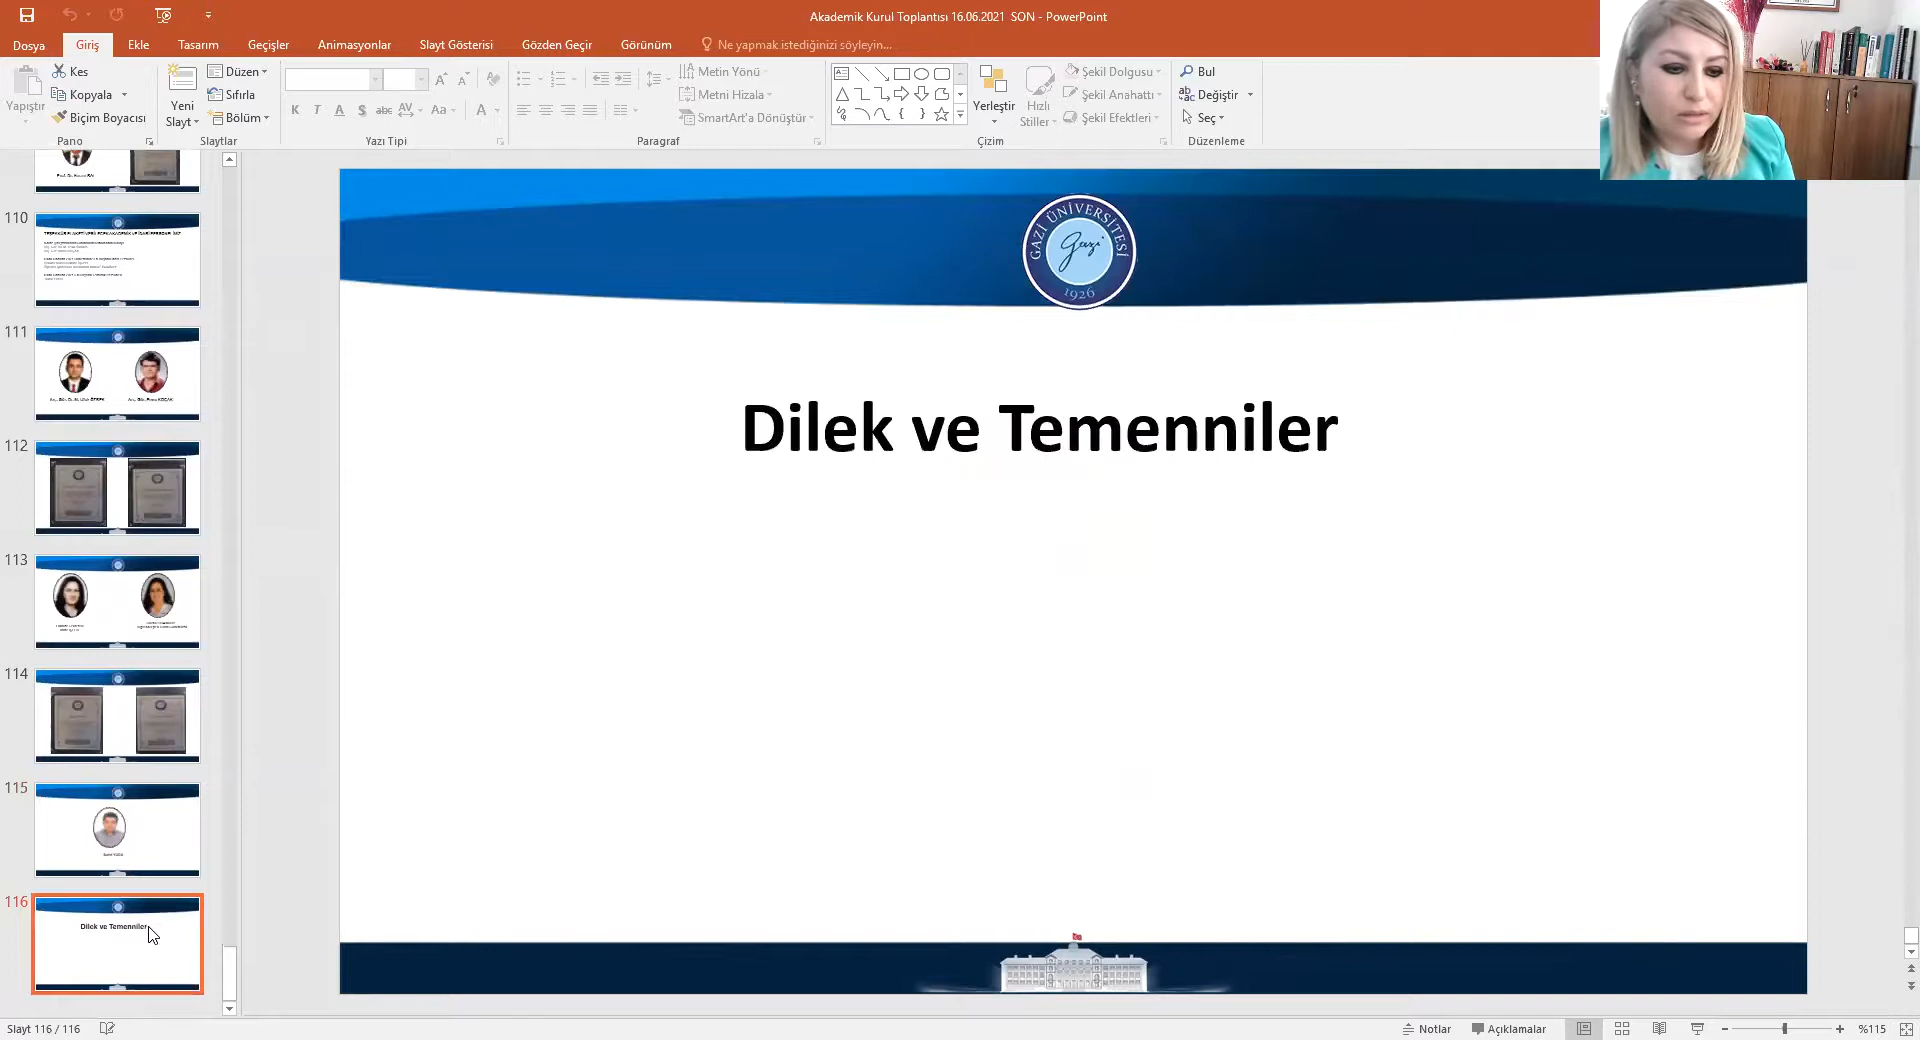 Akademik Kurul Toplantısı 16.06.2021 SON - PowerPoint
Dosya Giriş Ekle Tasarım Geçişler Animasyonlar Slayt Gösterisi Gözden Geçir Görünüm Ne yapmak istediğinizi söyleyin...
Yapıştır
Kes
Kopyala
Biçim Boyacısı
Pano
Yeni
Slayt
Düzen
Sıfırla
Bölüm
Slaytlar
K T A S abc AV Aa A
Yazı Tipi
Metin Yönü
Metni Hizala
SmartArt'a Dönüştür
Paragraf
Yerleştir
Hızlı
Stiller
Şekil Dolgusu
Şekil Anahattı
Şekil Efektleri
Çizim
Bul
Değiştir
Seç
Düzenleme
110
111
112
113
114
115
116
Dilek ve Temenniler
GAZİ ÜNİVERSİTESİ
gazi
1926
Dilek ve Temenniler
Slayt 116 / 116
Notlar
Açıklamalar
%115